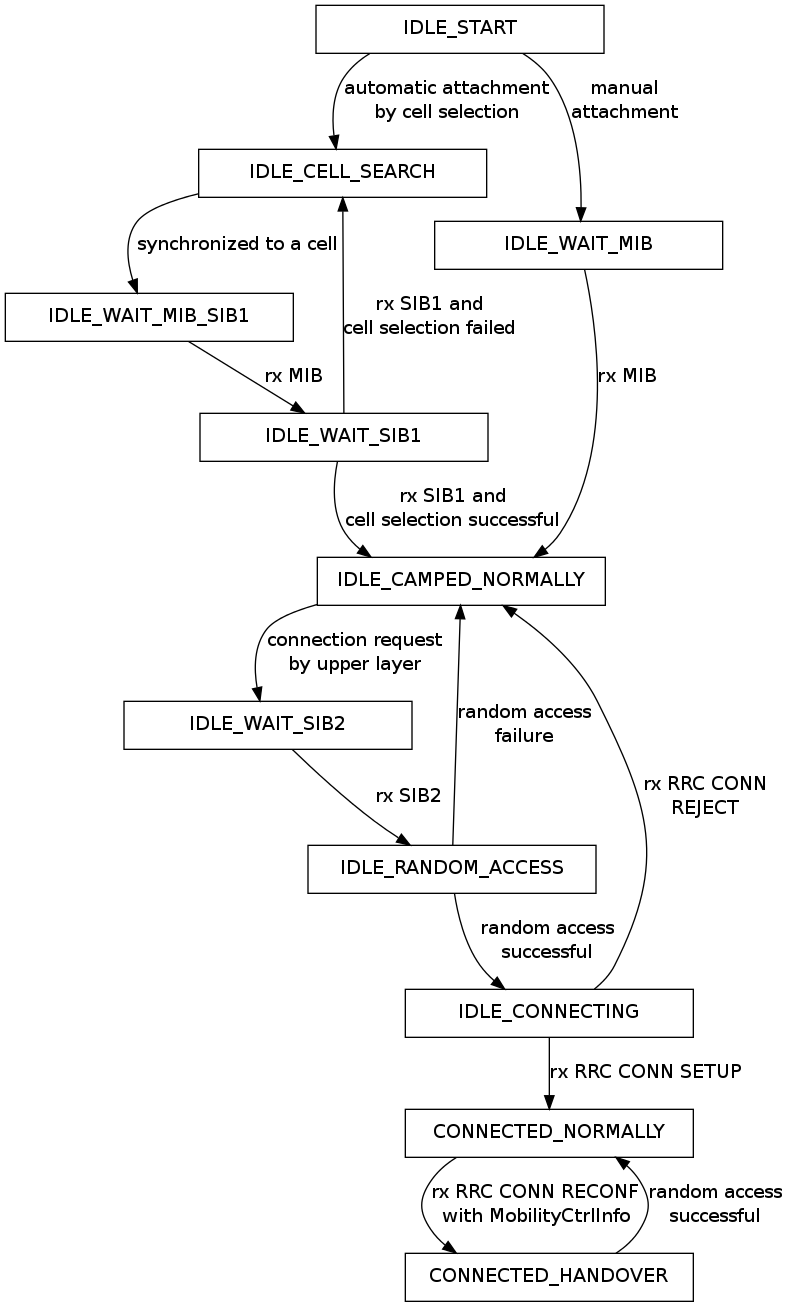 IDLE_START
automatic attachment
by cell selection
manual
attachment
IDLE_CELL_SEARCH
IDLE_WAIT_MIB
synchronized to a cell
IDLE_WAIT_MIB_SIB1
rx SIB1 and
cell selection failed
rx MIB
rx MIB
IDLE_WAIT_SIB1
rx SIB1 and
cell selection successful
IDLE_CAMPED_NORMALLY
connection request
by upper layer
IDLE_WAIT_SIB2
random access
failure
rx SIB2
rx RRC CONN
REJECT
IDLE_RANDOM_ACCESS
random access
successful
IDLE_CONNECTING
rx RRC CONN SETUP
CONNECTED_NORMALLY
rx RRC CONN RECONF
with MobilityCtrlInfo
random access
successful
CONNECTED_HANDOVER